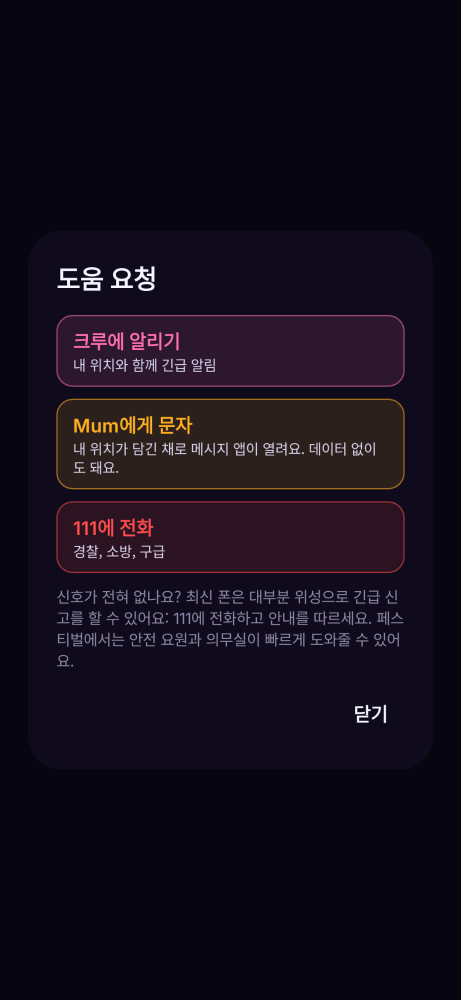 도움 요청
크루에 알리기
내 위치와 함께 긴급 알림
Mum에게 문자
내 위치가 담긴 채로 메시지 앱이 열려요. 데이터 없이
도 돼요.
111에 전화
경찰, 소방, 구급
신호가 전혀 없나요? 최신 폰은 대부분 위성으로 긴급 신
고를 할 수 있어요: 111에 전화하고 안내를 따르세요. 페스
티벌에서는 안전 요원과 의무실이 빠르게 도와줄 수 있어
요.
닫기